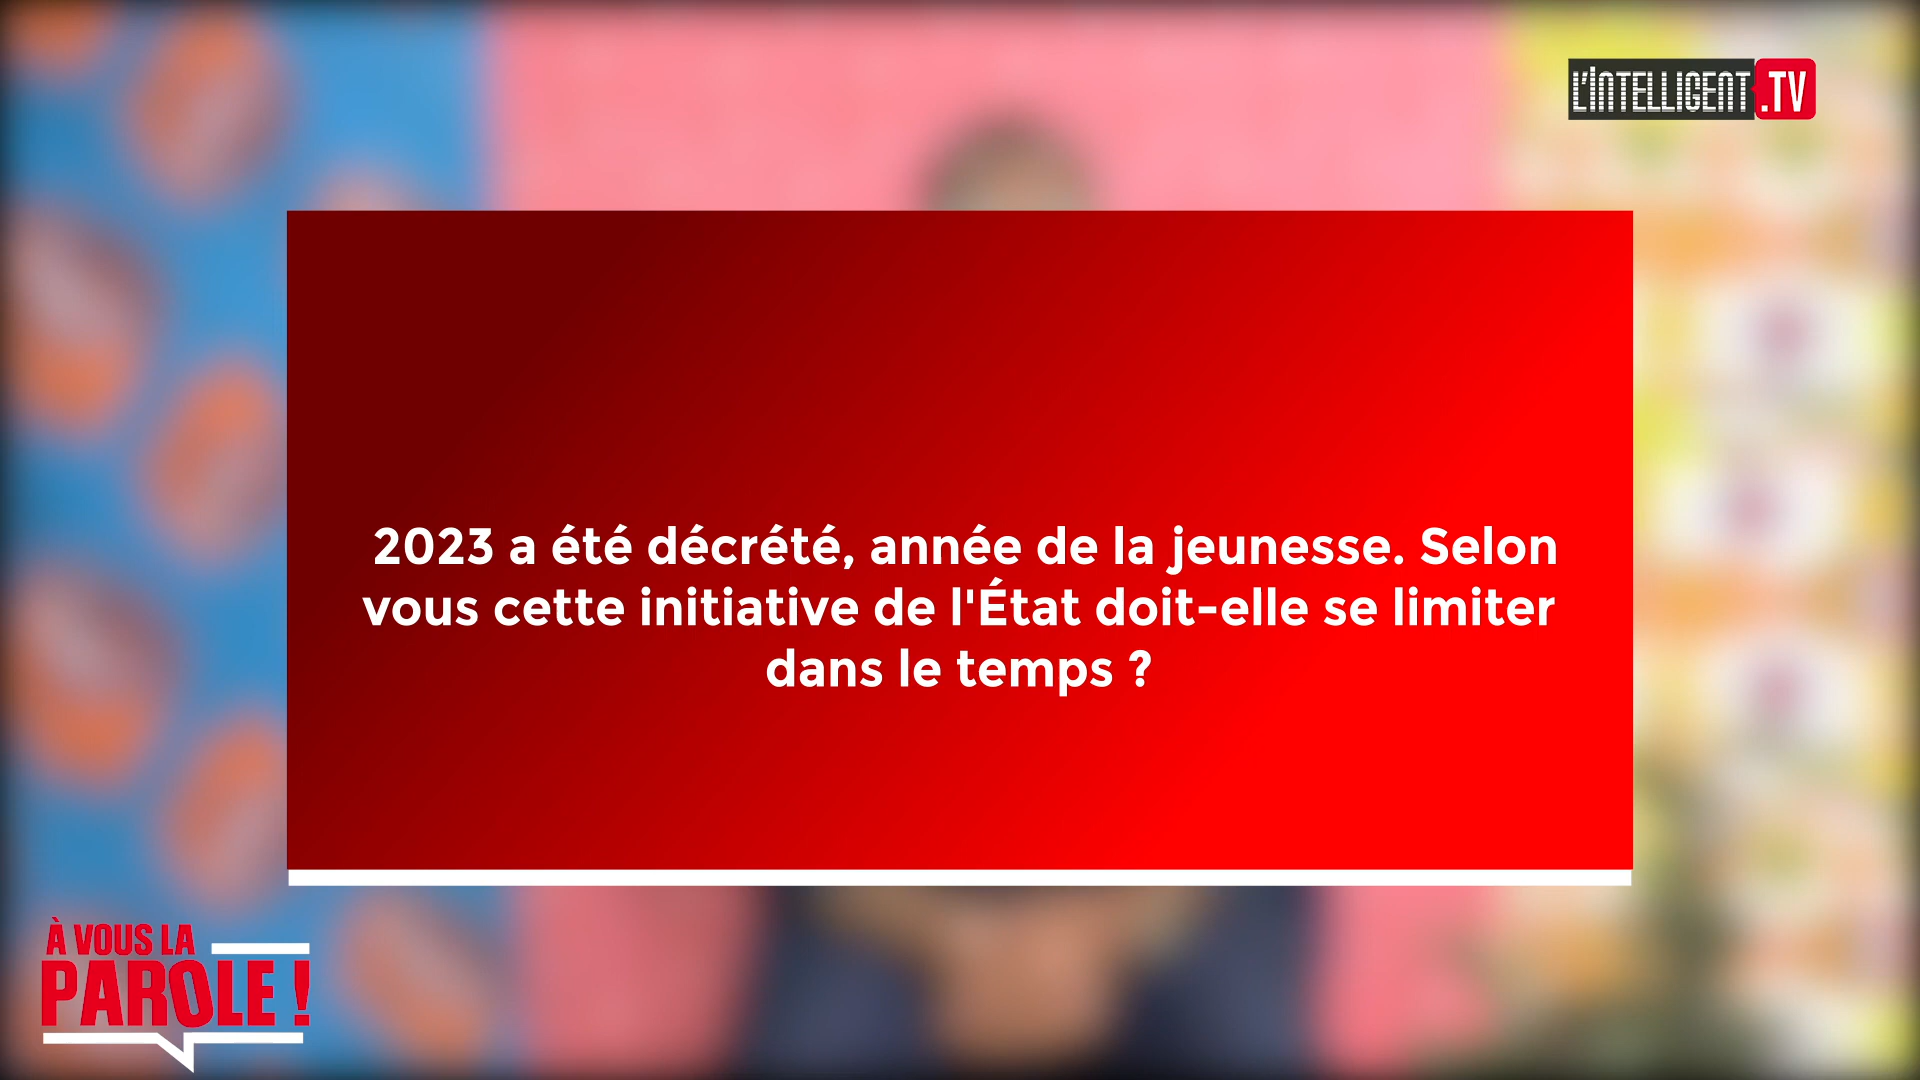 L'INTELLIGENT.TV
2023 a été décrété, année de la jeunesse. Selon
vous cette initiative de l'État doit-elle se limiter
dans le temps ?
À VOUS LA
PAROLE !